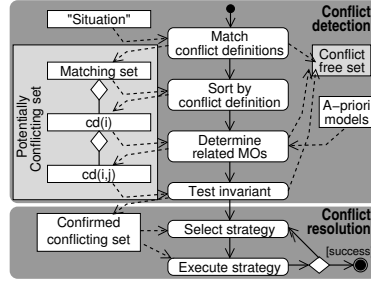 "Situation"
Conflict
detection
Match
conflict definitions
Conflict
free set
Potentially
Conflicting set
Matching set
Sort by
conflict definition
cd(i)
A-priori
models
Determine
related MOs
cd(i,j)
Test invariant
Confirmed
conflicting set
Select strategy
Conflict
resolution
[success
Execute strategy